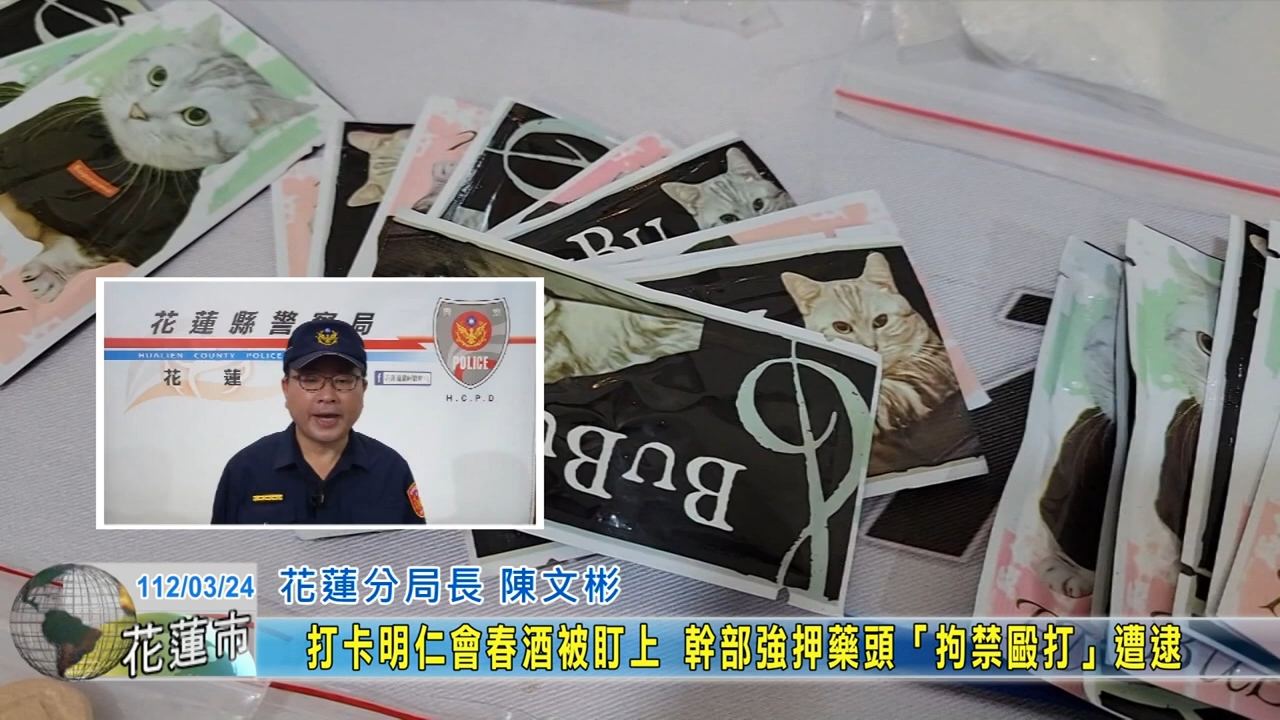 BUBU
BUBU
花蓮縣警察局
HUALIEN COUNTY POLICE
花 蓮
POLICE
H.C.P.D
112/03/24
花蓮分局長 陳文彬
花蓮市
打卡明仁會春酒被盯上 幹部強押藥頭「拘禁毆打」遭逮